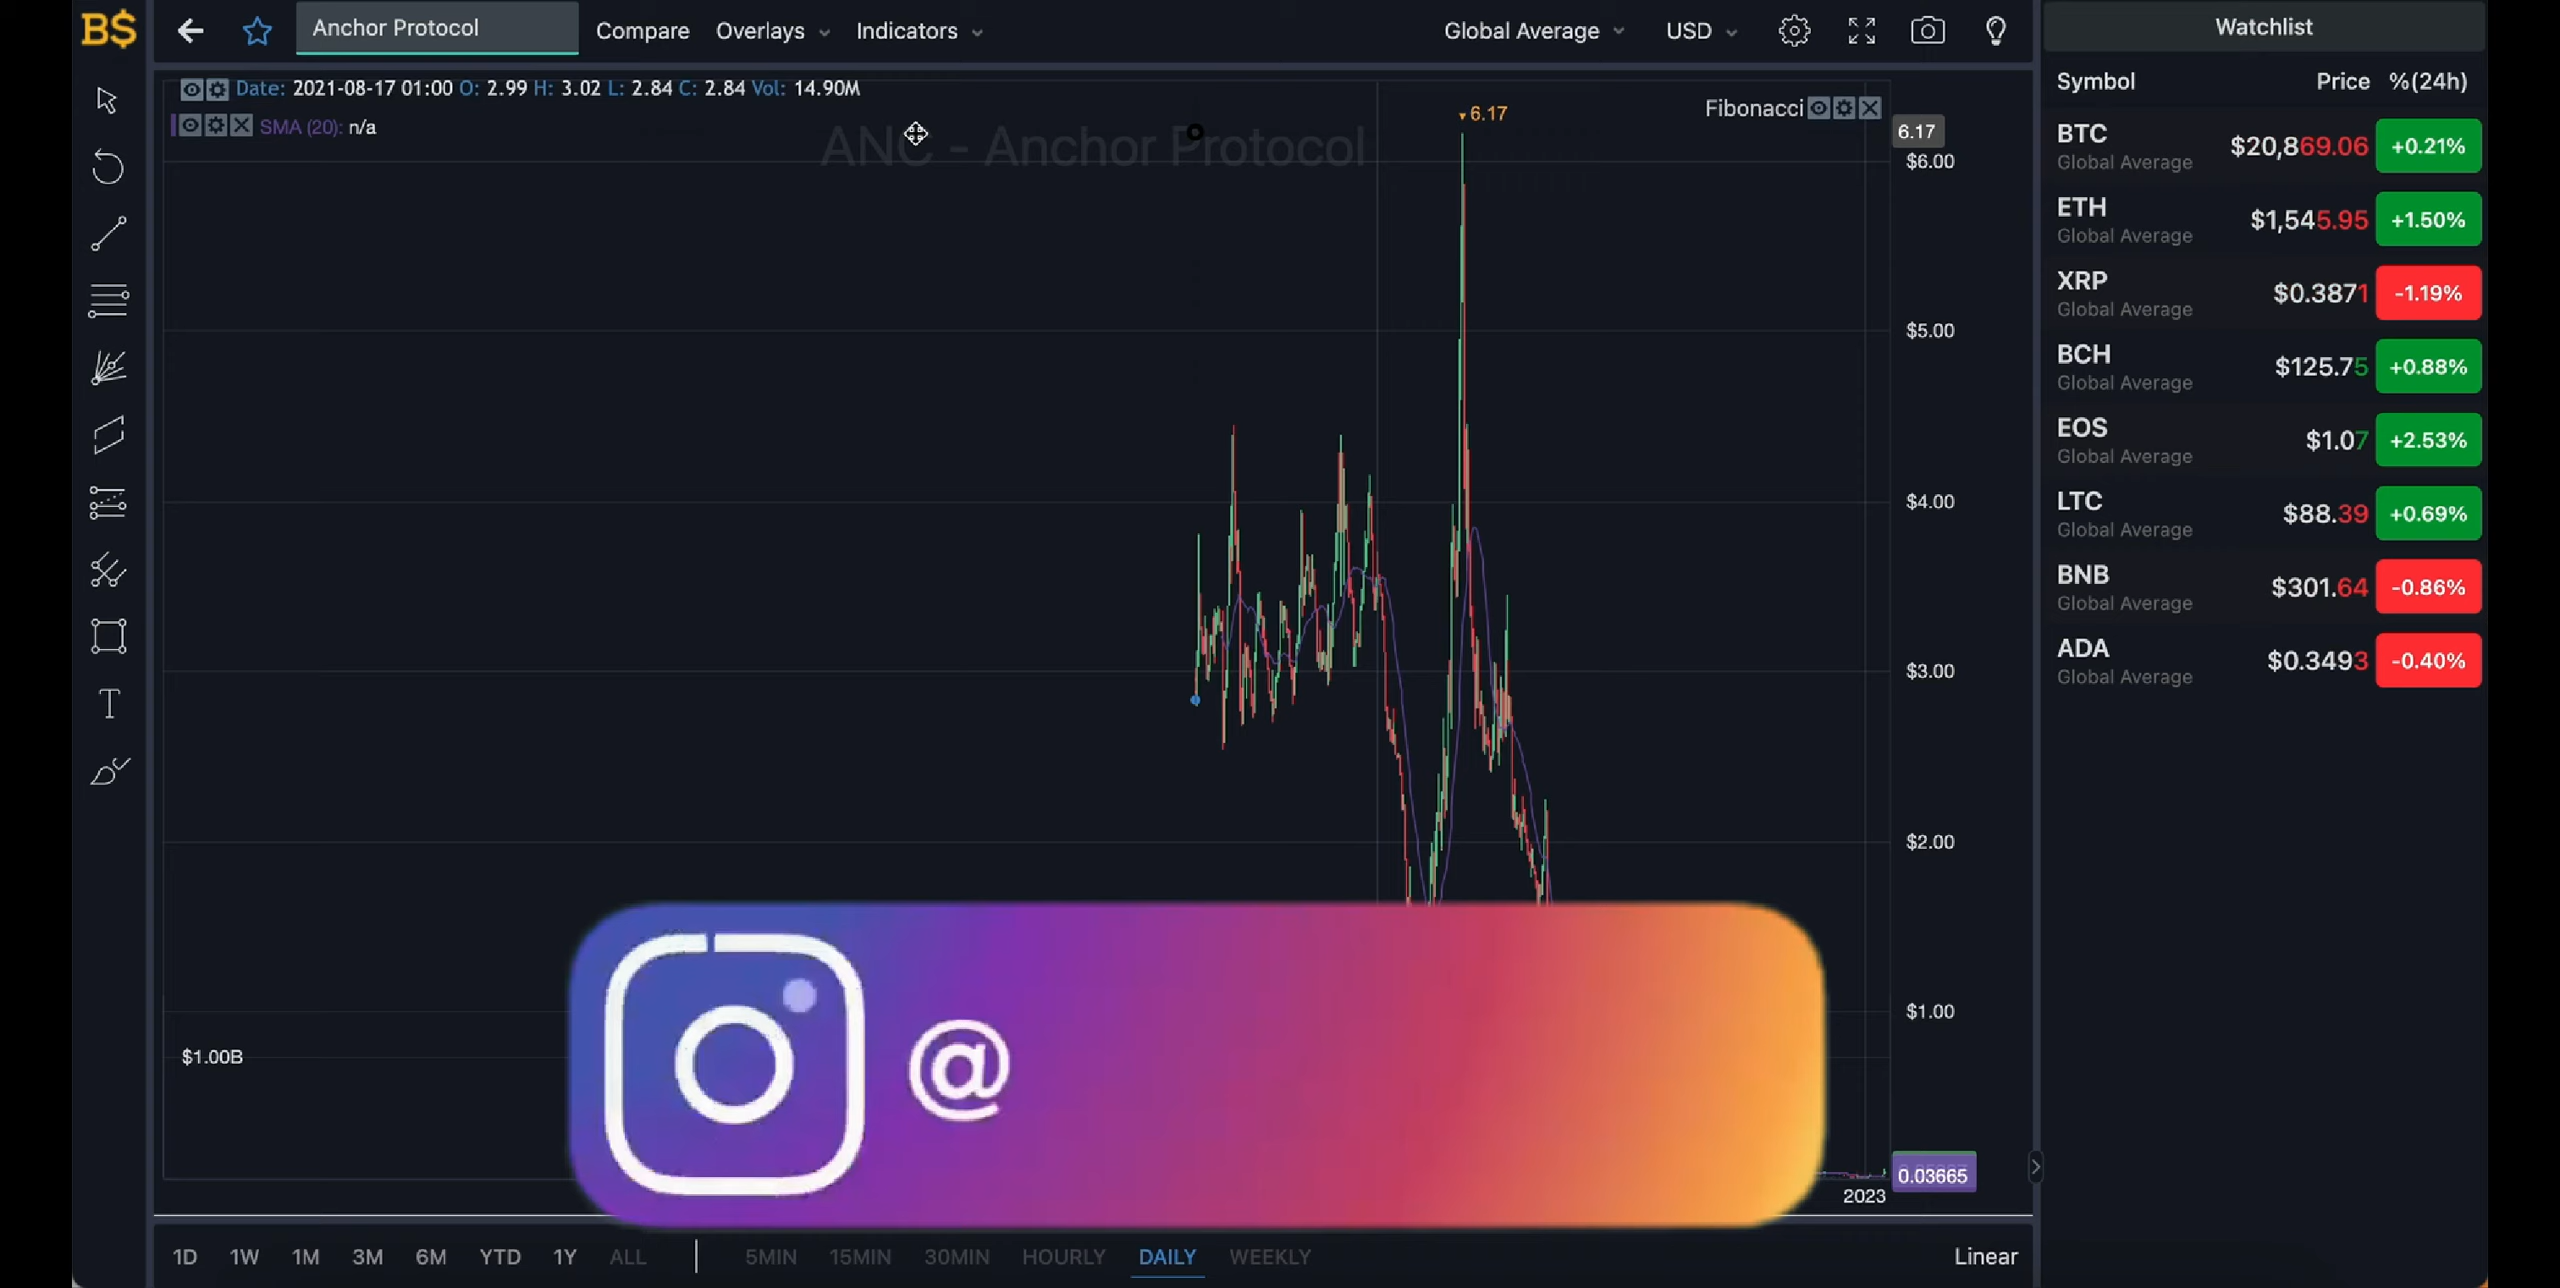 B$
Anchor Protocol
Compare
Overlays
Indicators
Global Average
USD
Date: 2021-08-17 01:00 O: 2.99 H: 3.02 L: 2.84 C: 2.84 Vol: 14.90M
SMA (20): n/a
ANC - Anchor Protocol
6.17
Fibonacci
6.17
$6.00
$5.00
$4.00
$3.00
$2.00
$1.00
$1.00B
0.03665
2023
@
1D 1W 1M 3M 6M YTD 1Y ALL
5MIN 15MIN 30MIN HOURLY DAILY WEEKLY
Linear
Watchlist
Symbol Price %(24h)
BTC $20,869.06 +0.21%
Global Average
ETH $1,545.95 +1.50%
Global Average
XRP $0.3871 -1.19%
Global Average
BCH $125.75 +0.88%
Global Average
EOS $1.07 +2.53%
Global Average
LTC $88.39 +0.69%
Global Average
BNB $301.64 -0.86%
Global Average
ADA $0.3493 -0.40%
Global Average